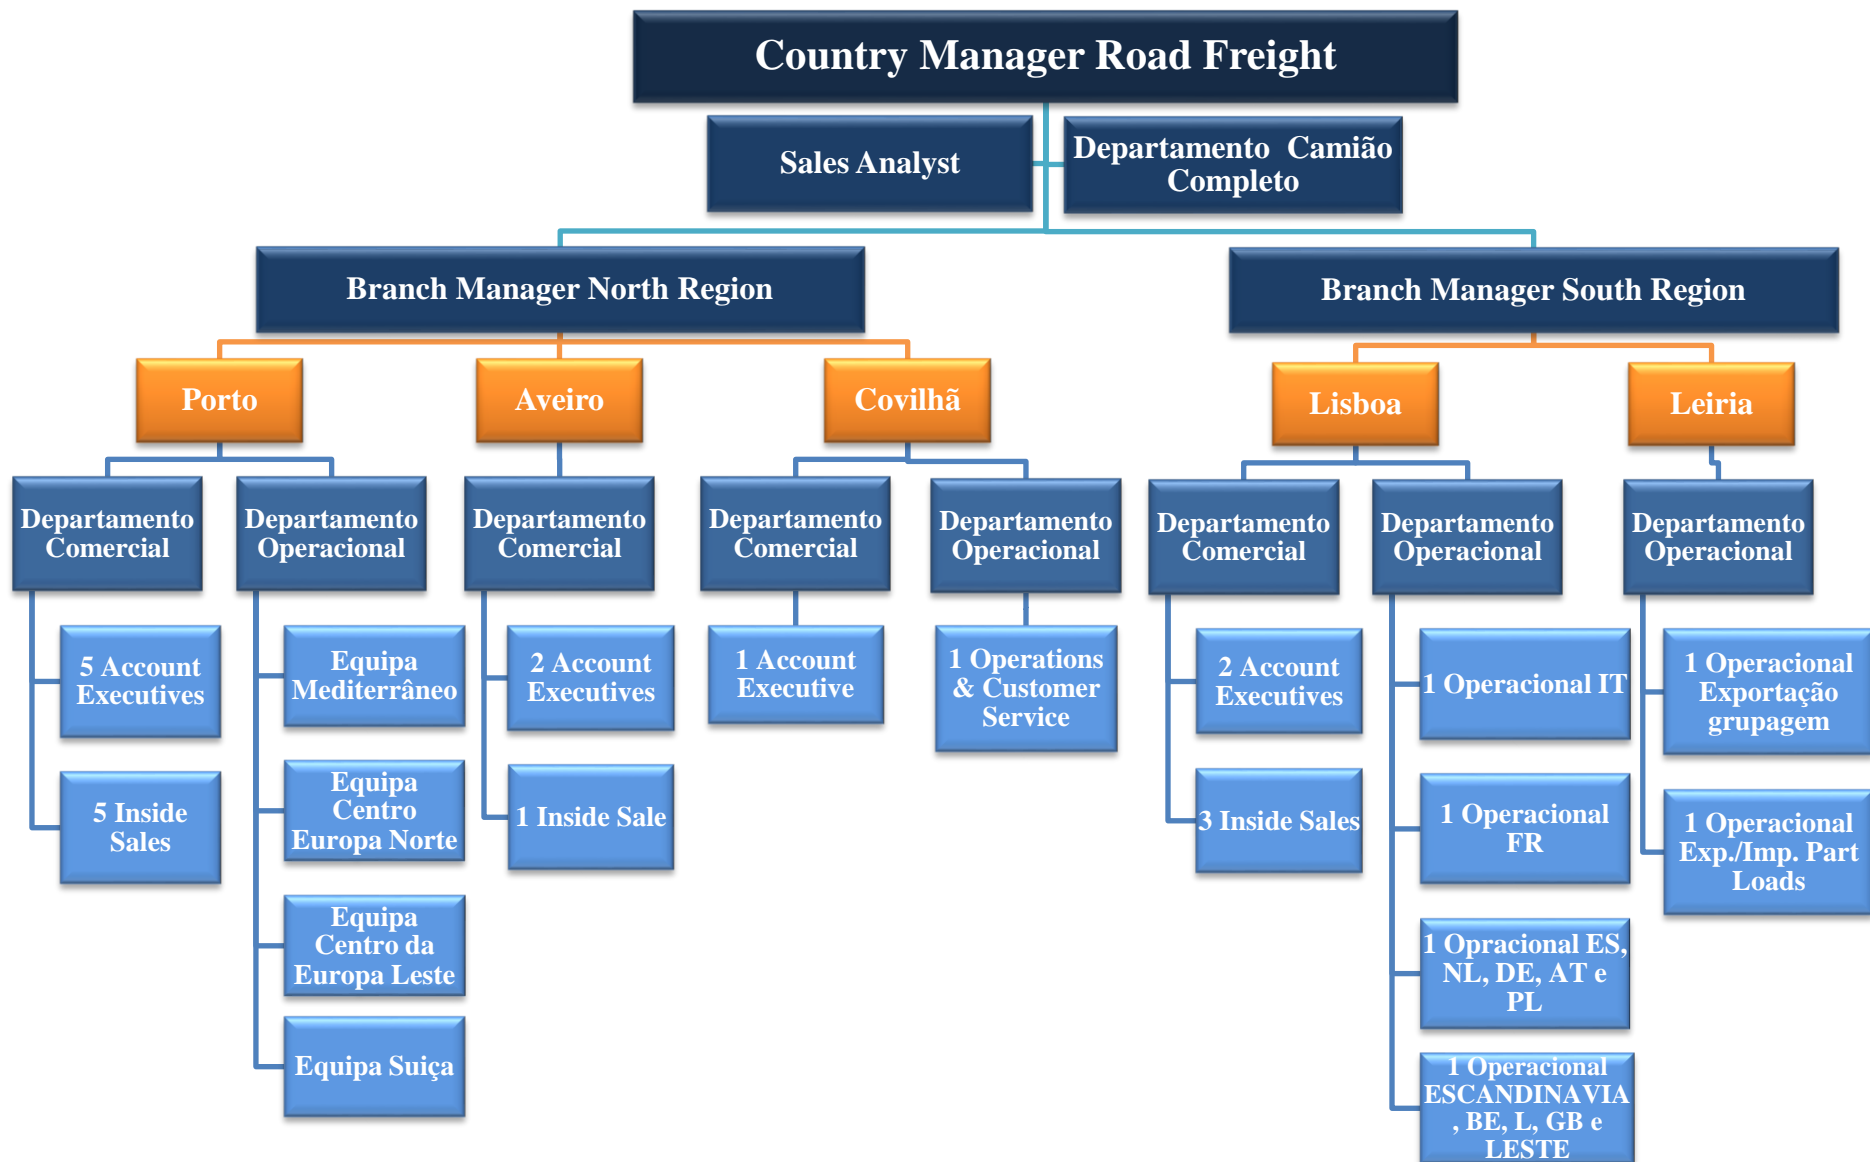 Country Manager Road Freight
Sales Analyst
Departamento Camião
Completo
Branch Manager North Region
Branch Manager South Region
Porto
Aveiro
Covilhã
Lisboa
Leiria
Departamento
Comercial
Departamento
Operacional
Departamento
Comercial
Departamento
Comercial
Departamento
Operacional
Departamento
Comercial
Departamento
Operacional
Departamento
Operacional
5 Account
Executives
5 Inside
Sales
Equipa
Mediterrâneo
Equipa
Centro
Europa Norte
Equipa
Centro da
Europa Leste
Equipa Suiça
2 Account
Executives
1 Inside Sale
1 Account
Executive
1 Operations
& Customer
Service
2 Account
Executives
3 Inside Sales
1 Operacional IT
1 Operacional
FR
1 Opracional ES,
NL, DE, AT e
PL
1 Operacional
ESCANDINAVIA
, BE, L, GB e
LESTE
1 Operacional
Exportação
grupagem
1 Operacional
Exp./Imp. Part
Loads